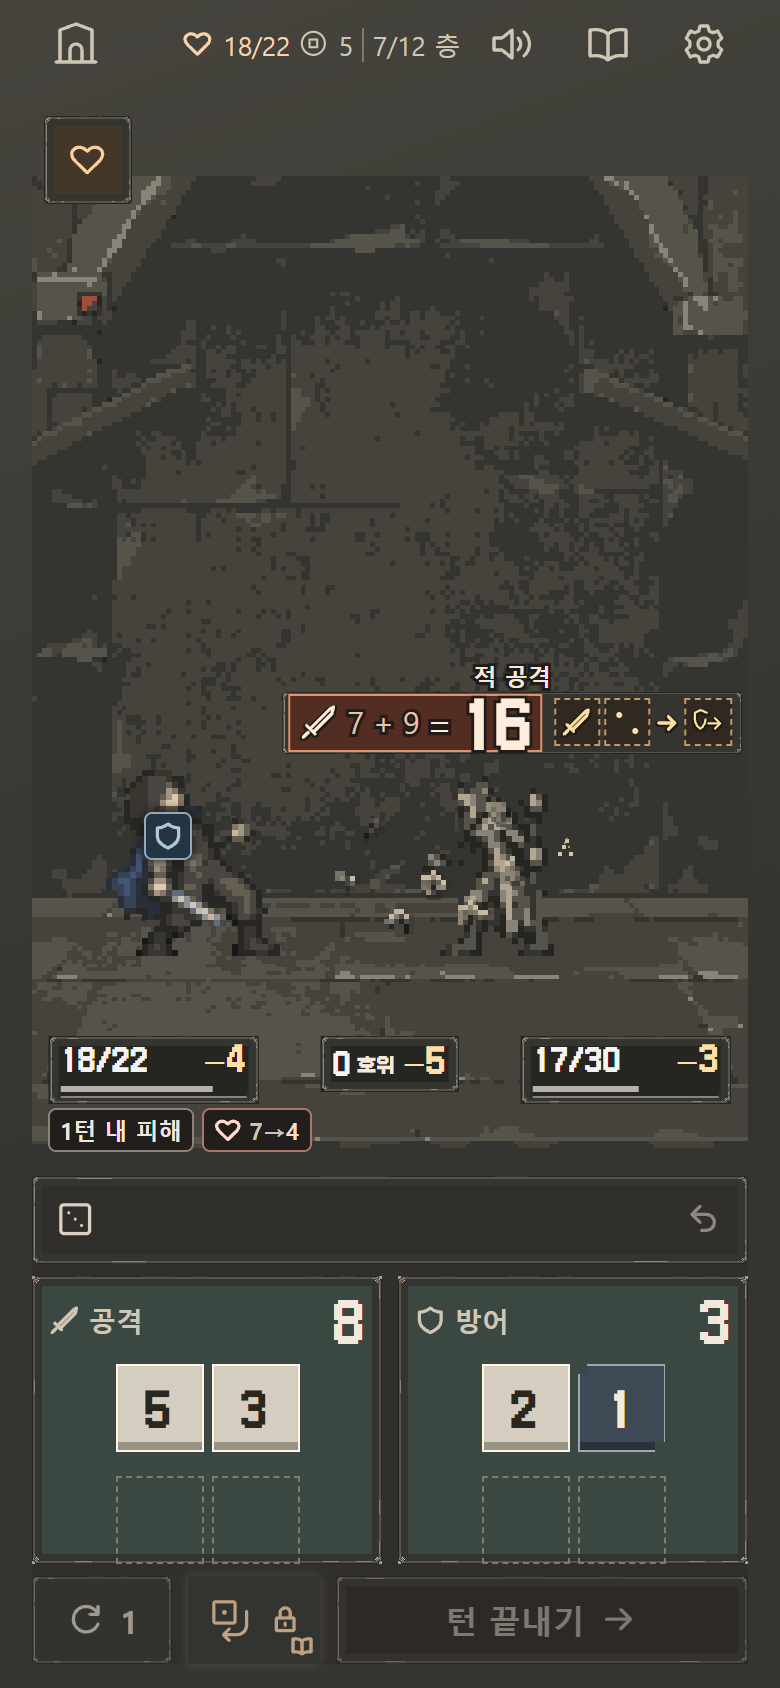 18/22 5 7/12 층
적 공격
7 + 9 = 16
18/22 −4
0 호위 −5
17/30 −3
1턴 내 피해
7→4
공격 8
방어 3
5 3
2 1
1
턴 끝내기 →